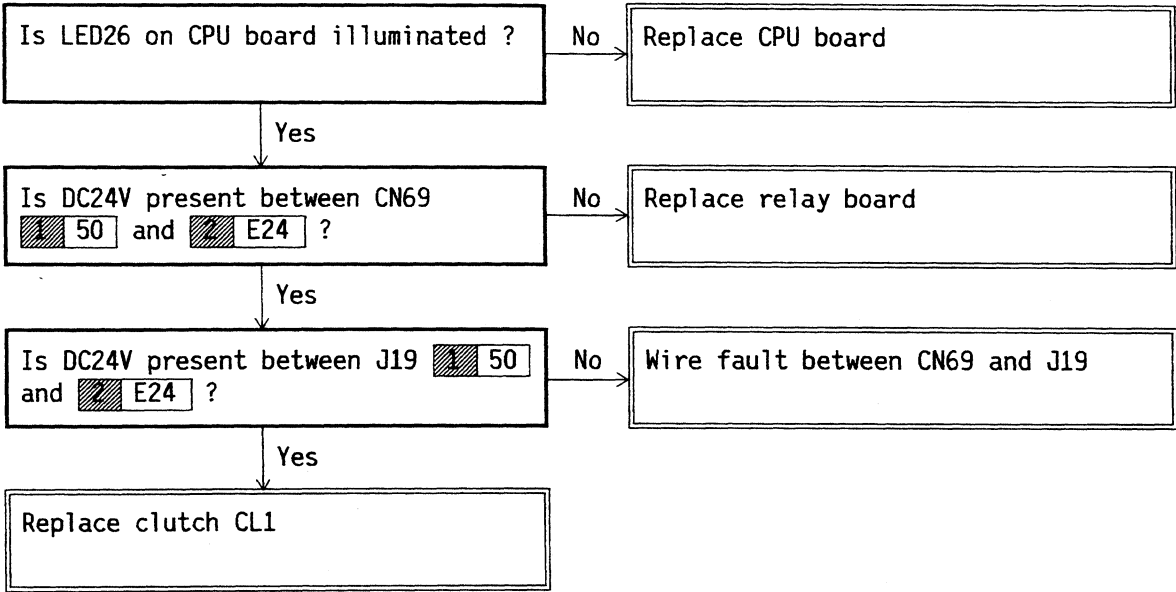 Is LED26 on CPU board illuminated ?
No
Replace CPU board
Yes
Is DC24V present between CN69
1 50 and 2 E24 ?
No
Replace relay board
Yes
Is DC24V present between J19 1 50
and 2 E24 ?
No
Wire fault between CN69 and J19
Yes
Replace clutch CL1